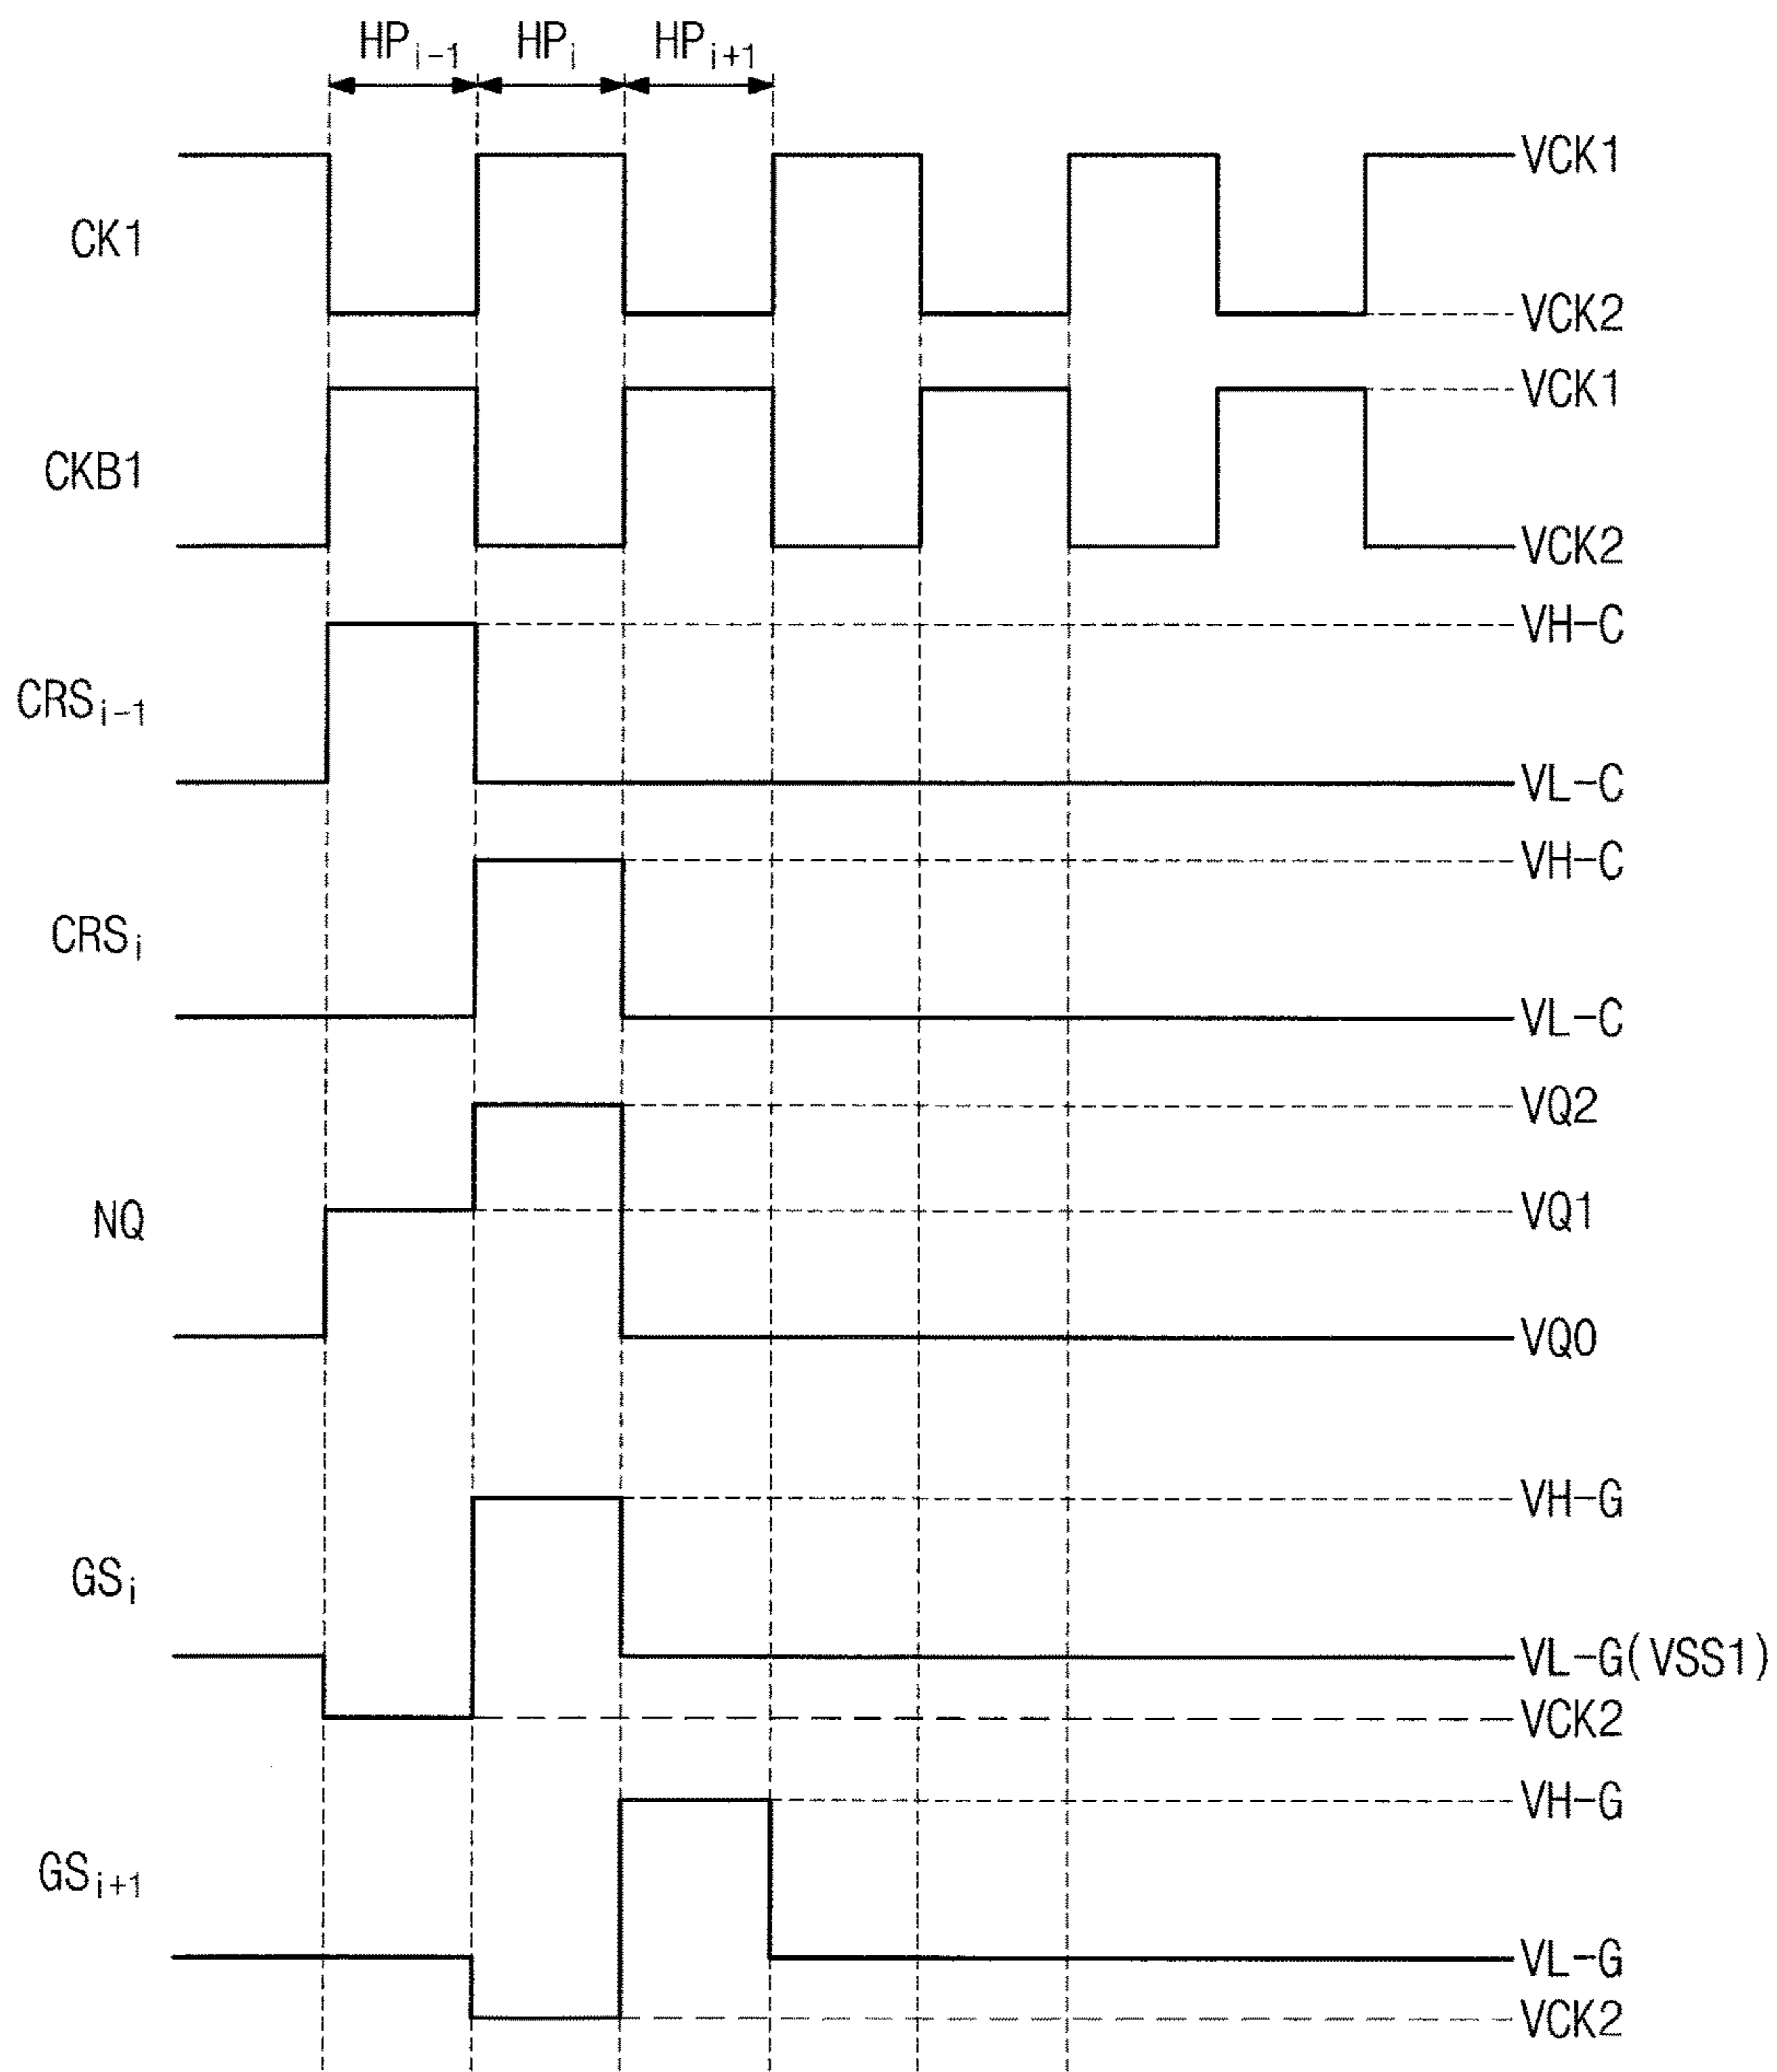 HPi-1 HPi HPi+1
VCK1
CK1
VCK2
VCK1
CKB1
VCK2
VH-C
CRSi-1
VL-C
VH-C
CRSi
VL-C
VQ2
NQ
VQ1
VQ0
VH-G
GSi
VL-G(VSS1)
VCK2
VH-G
GSi+1
VL-G
VCK2